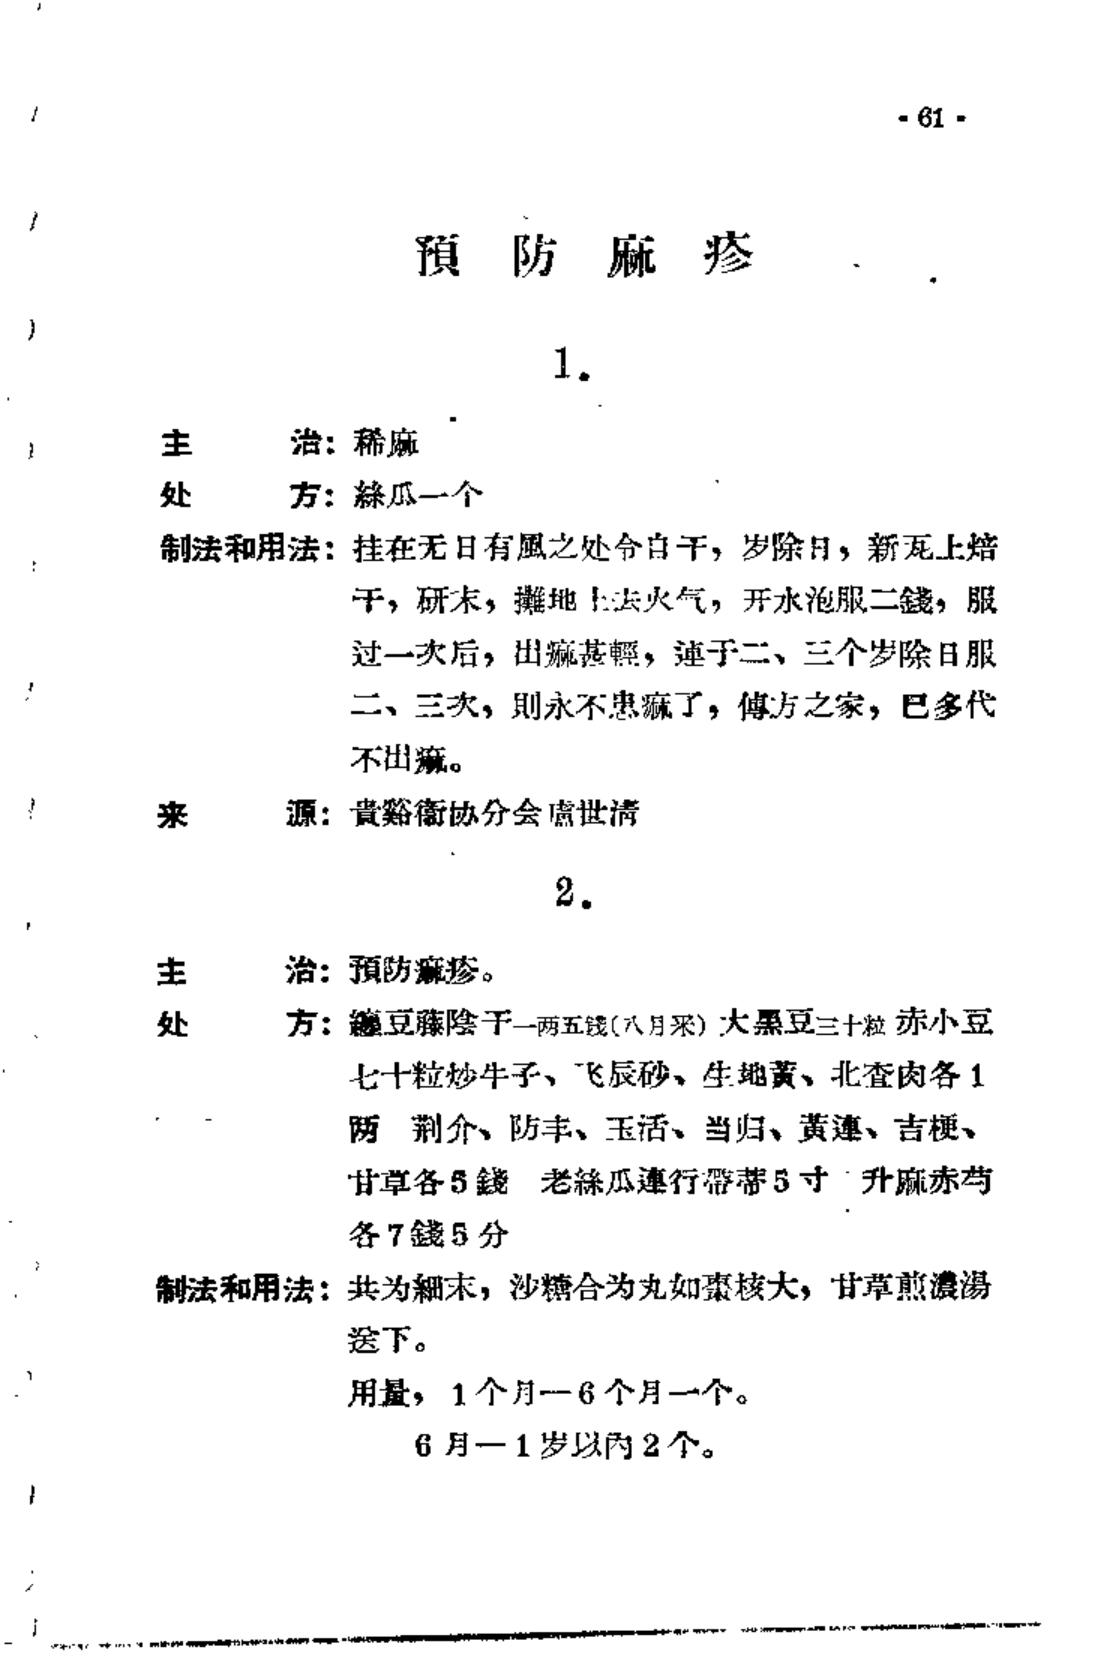 - 61 -
預防麻疹
1.
主治：稀麻
处方：絲瓜一个
制法和用法：挂在无日有風之处令自干，岁除日，新瓦上焙
干，研末，攤地上去火气，开水泡服二錢，服
过一次后，出痲甚輕，連于二、三个岁除日服
二、三次，則永不患痲了，傳方之家，已多代
不出痲。
来源：貴谿衞协分会盧世清
2.
主治：預防痲疹。
处方：纏豆藤陰干一两五錢（八月采）大黑豆三十粒 赤小豆
七十粒炒牛子、飞辰砂、生地黃、北査肉各1
两 荆介、防丰、玉活、当归、黃連、吉梗、
甘草各5錢 老絲瓜連行帶蒂5寸 升麻赤芍
各7錢5分
制法和用法：共为細末，沙糖合为丸如棗核大，甘草煎濃湯
送下。
用量，1个月—6个月一个。
6月—1岁以內2个。